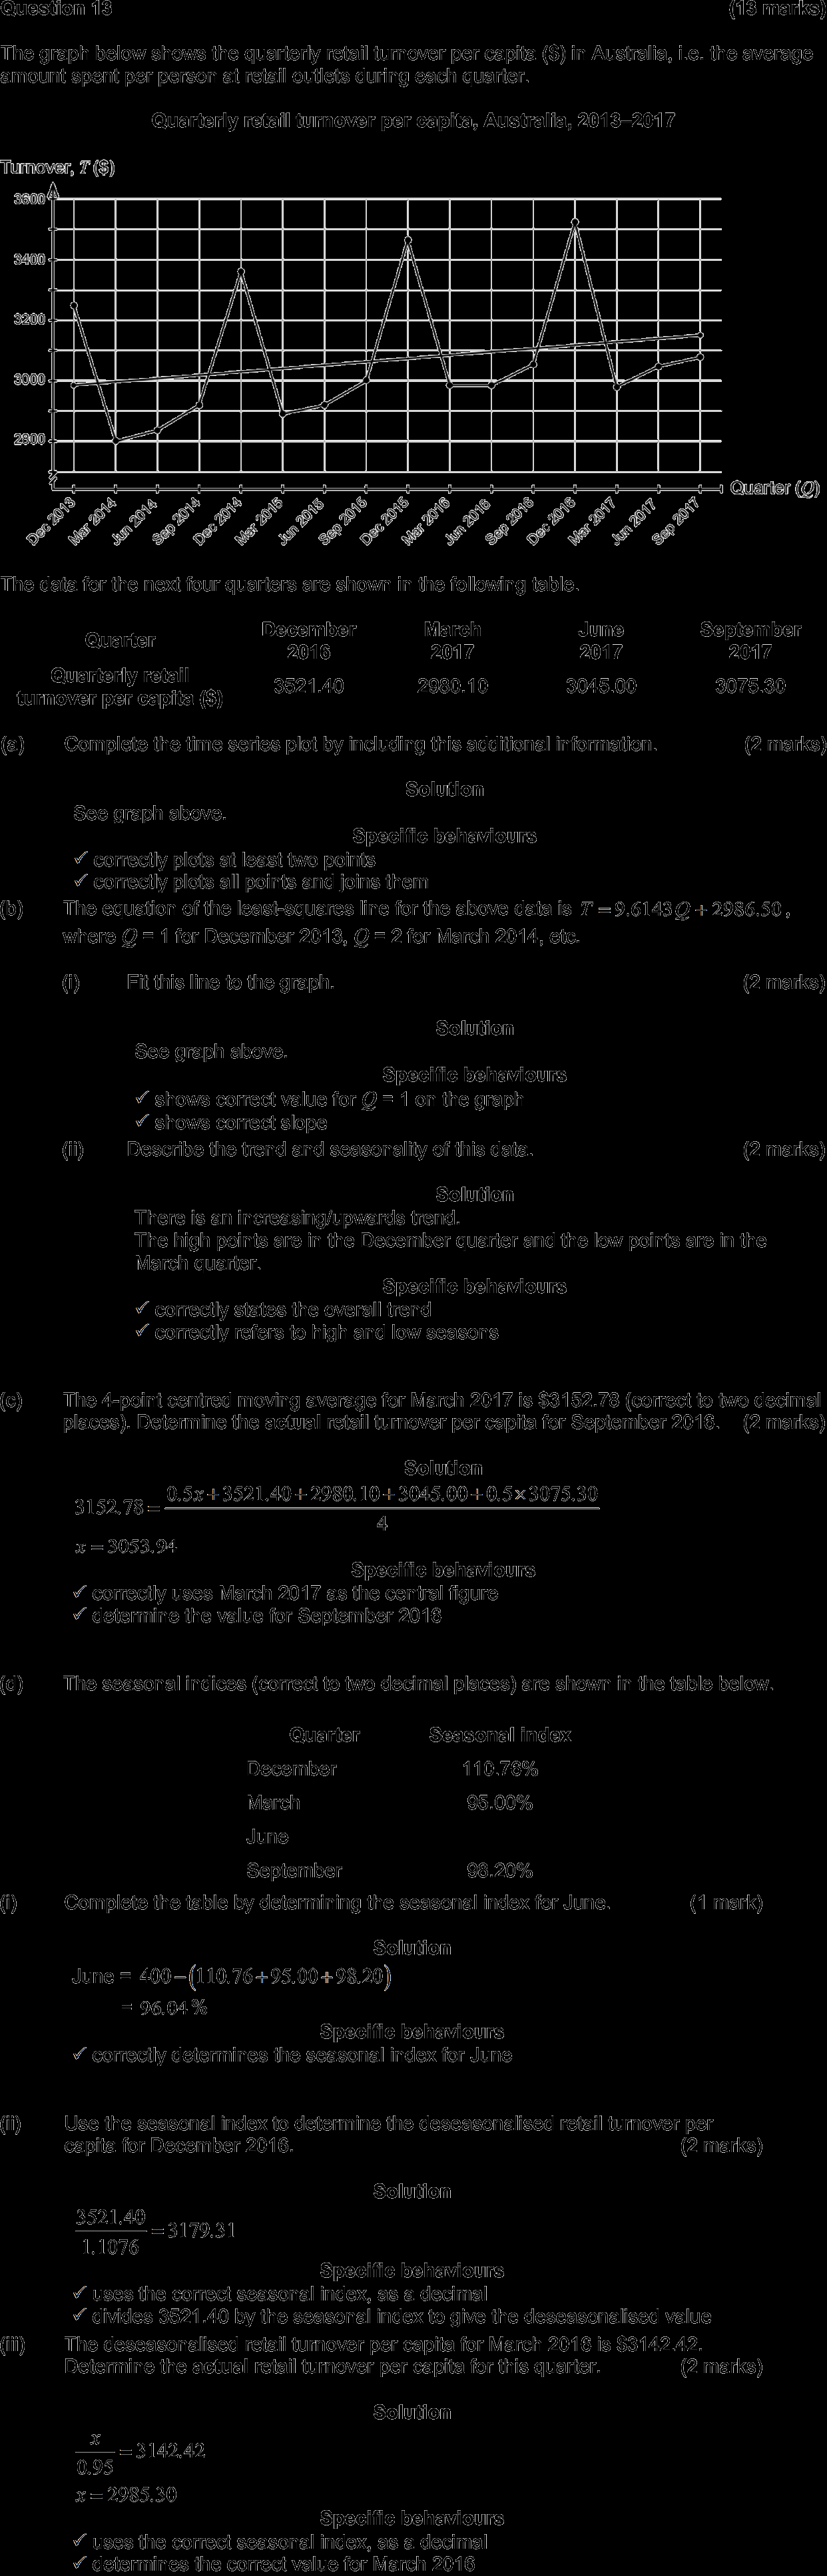 Question 13 (13 marks)
The graph below shows the quarterly retail turnover per capita ($) in Australia, i.e. the average
amount spent per person at retail outlets during each quarter.
Quarterly retail turnover per capita, Australia, 2013–2017
Turnover, T ($)
3600
3400
3200
3000
2800
Quarter (Q)
Dec 2013
Mar 2014
Jun 2014
Sep 2014
Dec 2014
Mar 2015
Jun 2015
Sep 2015
Dec 2015
Mar 2016
Jun 2016
Sep 2016
Dec 2016
Mar 2017
Jun 2017
Sep 2017
The data for the next four quarters are shown in the following table.
Quarter December 2016 March 2017 June 2017 September 2017
Quarterly retail turnover per capita ($) 3521.40 2980.10 3045.00 3075.30
(a) Complete the time series plot by including this additional information. (2 marks)
Solution
See graph above.
Specific behaviours
✓ correctly plots at least two points
✓ correctly plots all points and joins them
(b) The equation of the least-squares line for the above data is T = 9.6143Q + 2986.50,
where Q = 1 for December 2013, Q = 2 for March 2014, etc.
(i) Fit this line to the graph. (2 marks)
Solution
See graph above.
Specific behaviours
✓ shows correct value for Q = 1 on the graph
✓ shows correct slope
(ii) Describe the trend and seasonality of this data. (2 marks)
Solution
There is an increasing/upwards trend.
The high points are in the December quarter and the low points are in the
March quarter.
Specific behaviours
✓ correctly states the overall trend
✓ correctly refers to high and low seasons
(c) The 4-point centred moving average for March 2017 is $3152.78 (correct to two decimal
places). Determine the actual retail turnover per capita for September 2016. (2 marks)
Solution
3152.78 = (0.5x + 3521.40 + 2980.10 + 3045.00 + 0.5 × 3075.30) / 4
x = 3053.94
Specific behaviours
✓ correctly uses March 2017 as the central figure
✓ determine the value for September 2016
(d) The seasonal indices (correct to two decimal places) are shown in the table below.
Quarter Seasonal index
December 110.76%
March 95.00%
June
September 98.20%
(i) Complete the table by determining the seasonal index for June. (1 mark)
Solution
June = 400 − (110.76 + 95.00 + 98.20)
= 96.04%
Specific behaviours
✓ correctly determines the seasonal index for June
(ii) Use the seasonal index to determine the deseasonalised retail turnover per
capita for December 2016. (2 marks)
Solution
3521.40 / 1.1076 = 3179.31
Specific behaviours
✓ uses the correct seasonal index, as a decimal
✓ divides 3521.40 by the seasonal index to give the deseasonalised value
(iii) The deseasonalised retail turnover per capita for March 2016 is $3142.42.
Determine the actual retail turnover per capita for this quarter. (2 marks)
Solution
x / 0.95 = 3142.42
x = 2985.30
Specific behaviours
✓ uses the correct seasonal index, as a decimal
✓ determines the correct value for March 2016